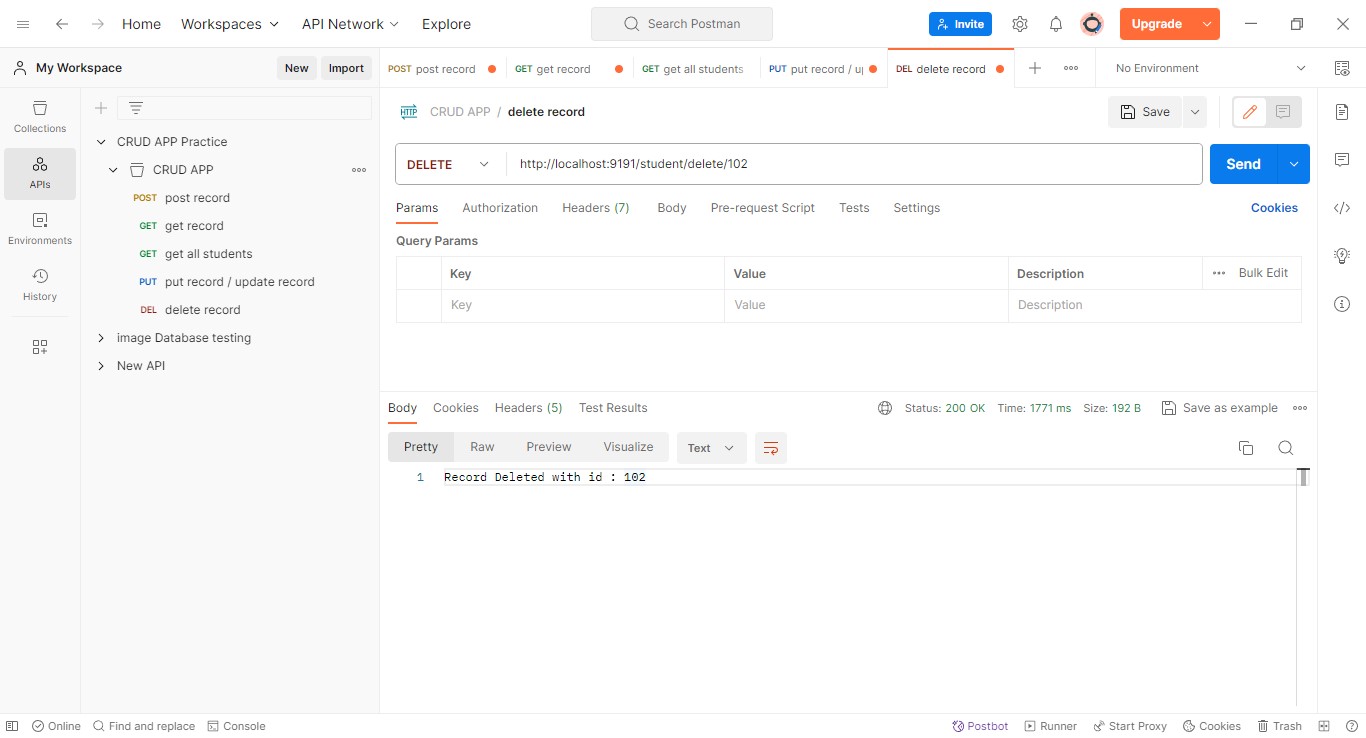 Home Workspaces API Network Explore Search Postman Invite Upgrade
My Workspace New Import POST post record GET get record GET get all students PUT put record / u DEL delete record No Environment
Collections
APIs
Environments
History
CRUD APP Practice
CRUD APP
POST post record
GET get record
GET get all students
PUT put record / update record
DEL delete record
image Database testing
New API
HTTP CRUD APP / delete record Save
DELETE http://localhost:9191/student/delete/102 Send
Params Authorization Headers (7) Body Pre-request Script Tests Settings Cookies
Query Params
Key Value Description ••• Bulk Edit
Key Value Description
Body Cookies Headers (5) Test Results Status: 200 OK Time: 1771 ms Size: 192 B Save as example
Pretty Raw Preview Visualize Text
1 Record Deleted with id : 102
Online Find and replace Console Postbot Runner Start Proxy Cookies Trash